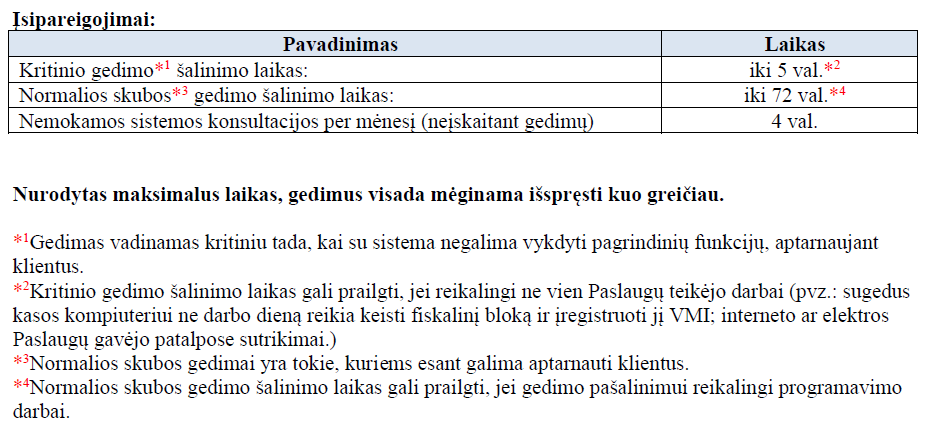 Įsipareigojimai:
Pavadinimas Laikas
Kritinio gedimo*1 šalinimo laikas: iki 5 val.*2
Normalios skubos*3 gedimo šalinimo laikas: iki 72 val.*4
Nemokamos sistemos konsultacijos per mėnesį (neįskaitant gedimų) 4 val.
Nurodytas maksimalus laikas, gedimus visada mėginama išspręsti kuo greičiau.
*1Gedimas vadinamas kritiniu tada, kai su sistema negalima vykdyti pagrindinių funkcijų, aptarnaujant
klientus.
*2Kritinio gedimo šalinimo laikas gali prailgti, jei reikalingi ne vien Paslaugų teikėjo darbai (pvz.: sugedus
kasos kompiuteriui ne darbo dieną reikia keisti fiskalinį bloką ir įregistruoti jį VMI; interneto ar elektros
Paslaugų gavėjo patalpose sutrikimai.)
*3Normalios skubos gedimai yra tokie, kuriems esant galima aptarnauti klientus.
*4Normalios skubos gedimo šalinimo laikas gali prailgti, jei gedimo pašalinimui reikalingi programavimo
darbai.